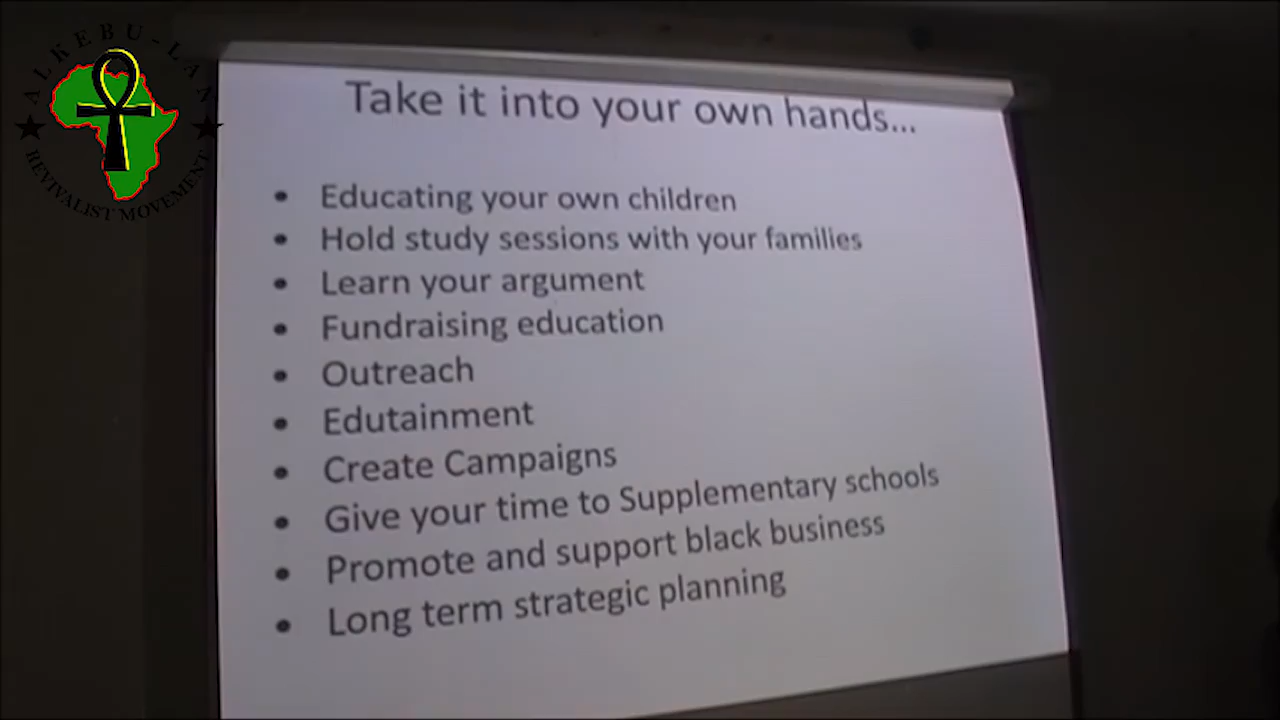 ALKEBU-LAN
REVIVALIST MOVEMENT
Take it into your own hands...
• Educating your own children
• Hold study sessions with your families
• Learn your argument
• Fundraising education
• Outreach
• Edutainment
• Create Campaigns
• Give your time to Supplementary schools
• Promote and support black business
• Long term strategic planning